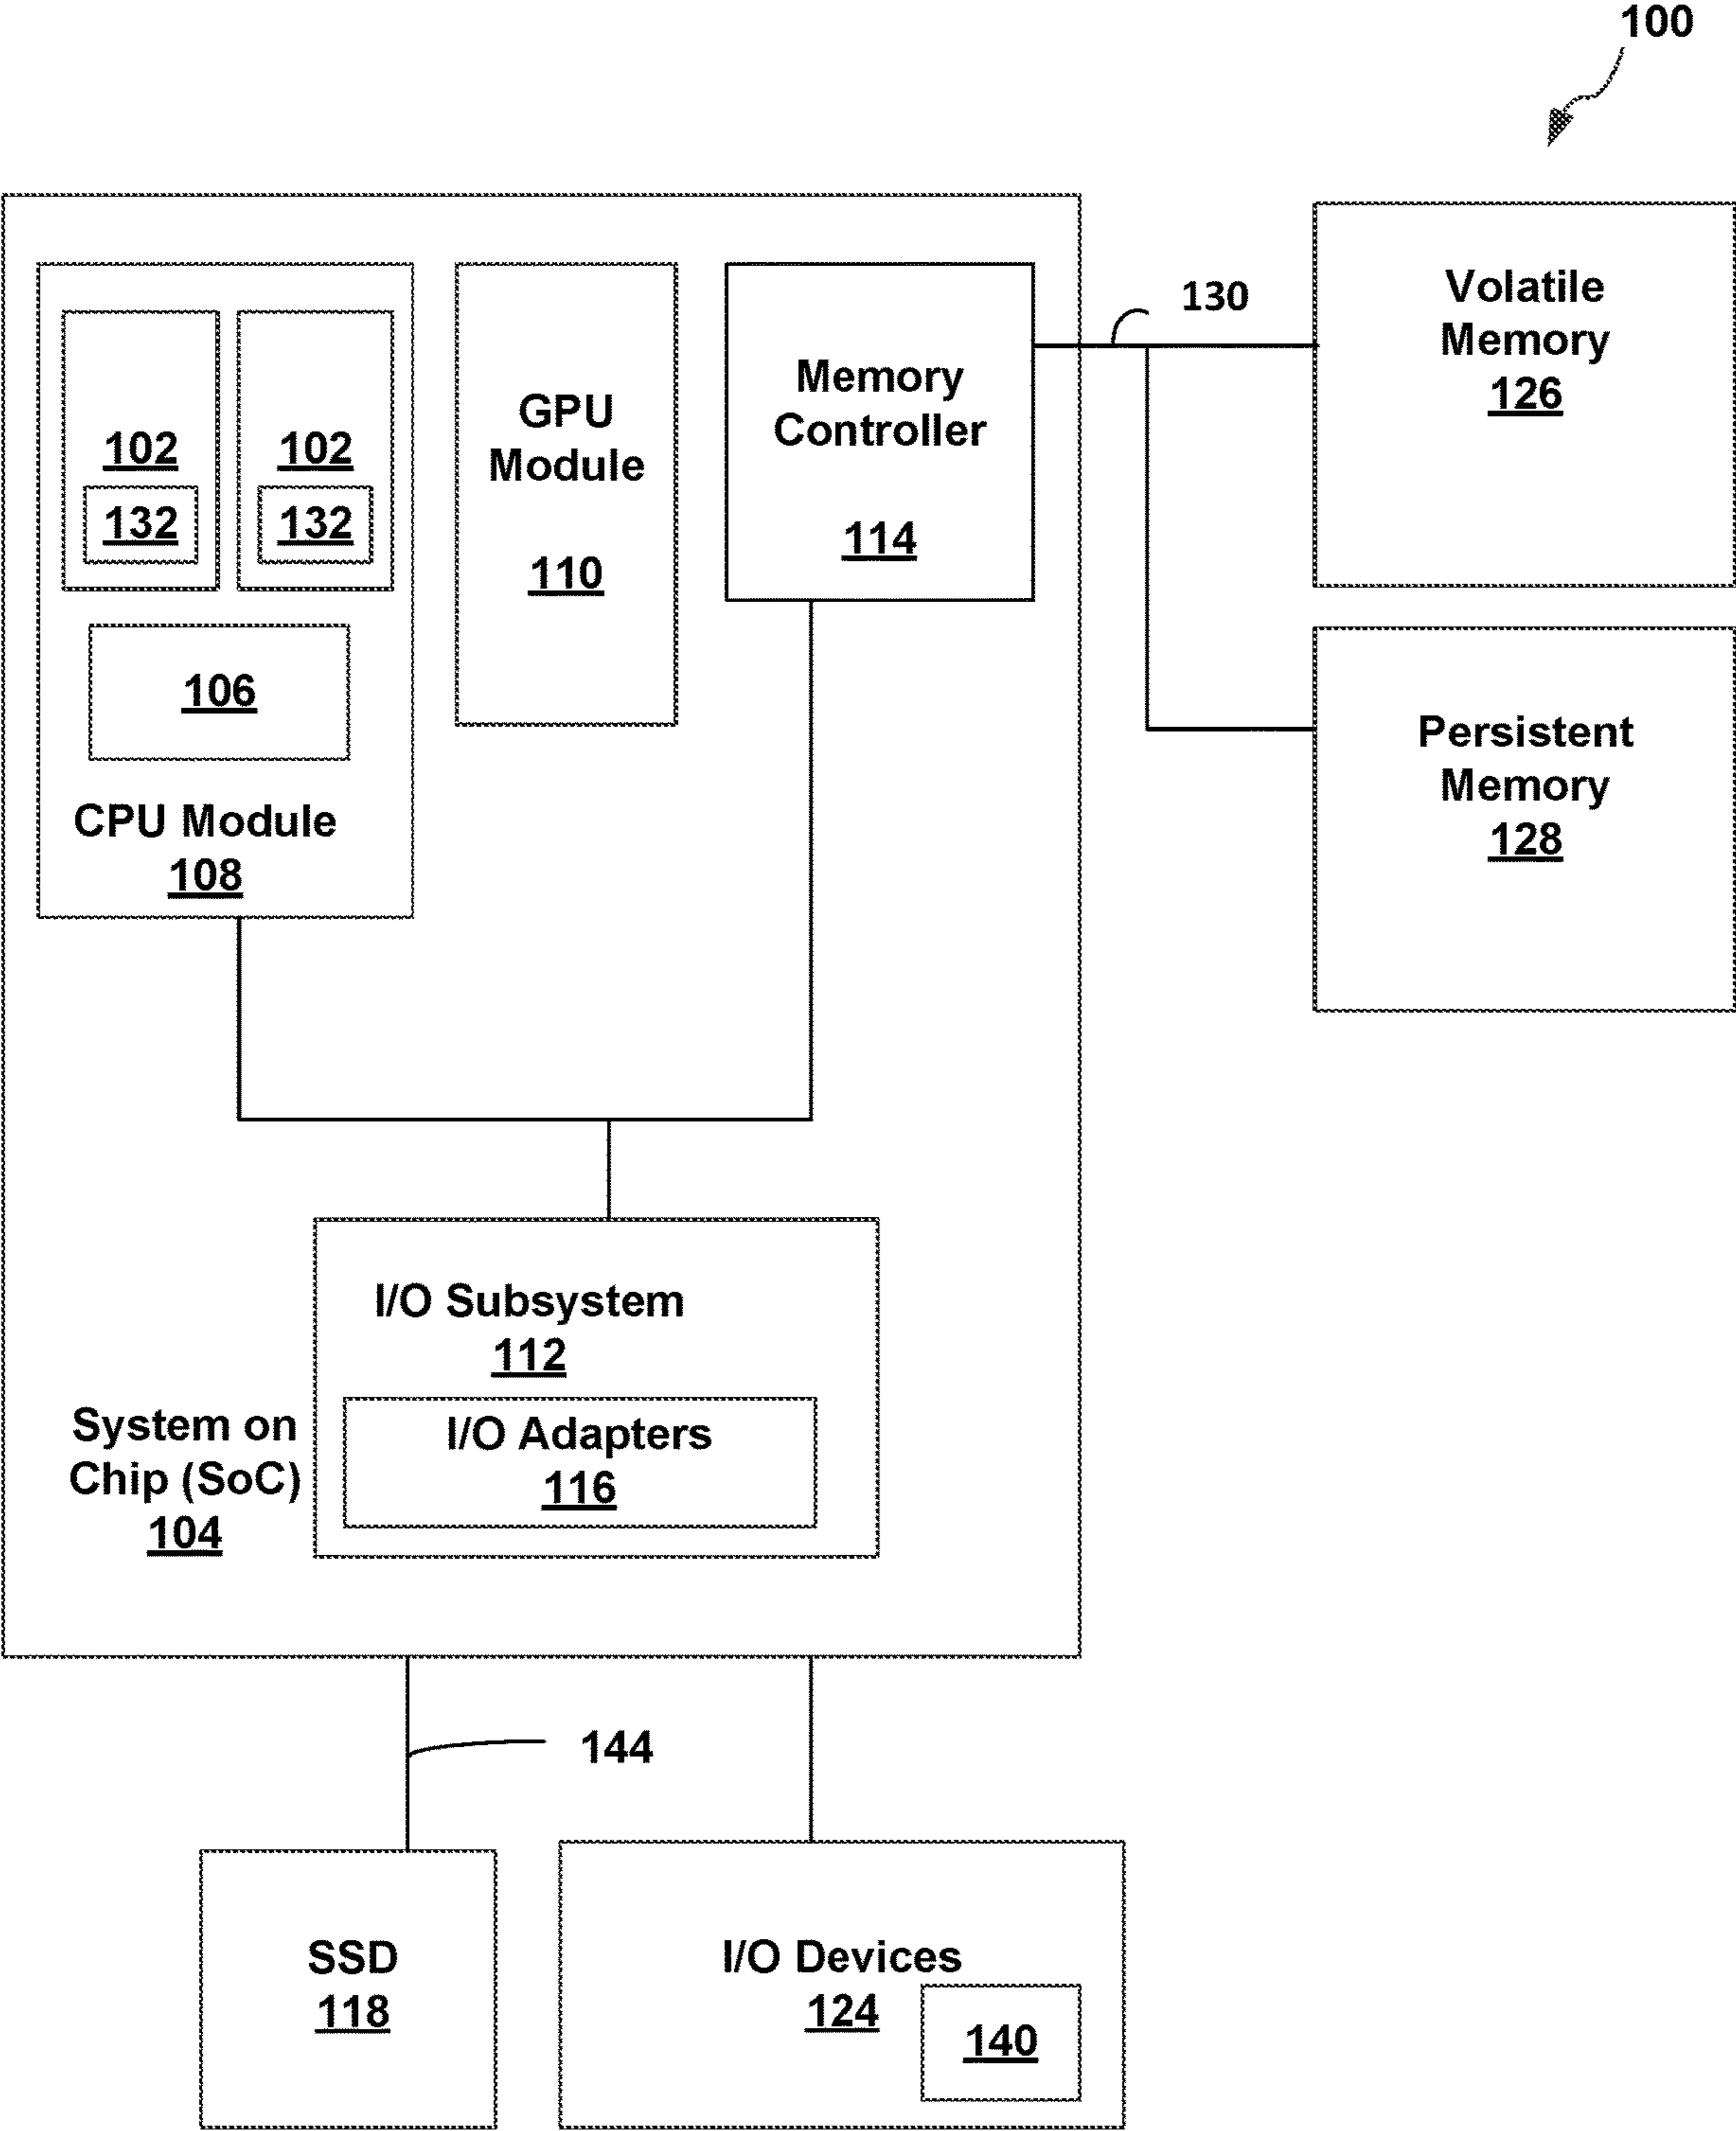 100
102
132
102
132
106
CPU Module
108
GPU
Module
110
Memory
Controller
114
130
Volatile
Memory
126
Persistent
Memory
128
I/O Subsystem
112
I/O Adapters
116
System on
Chip (SoC)
104
144
SSD
118
I/O Devices
124
140